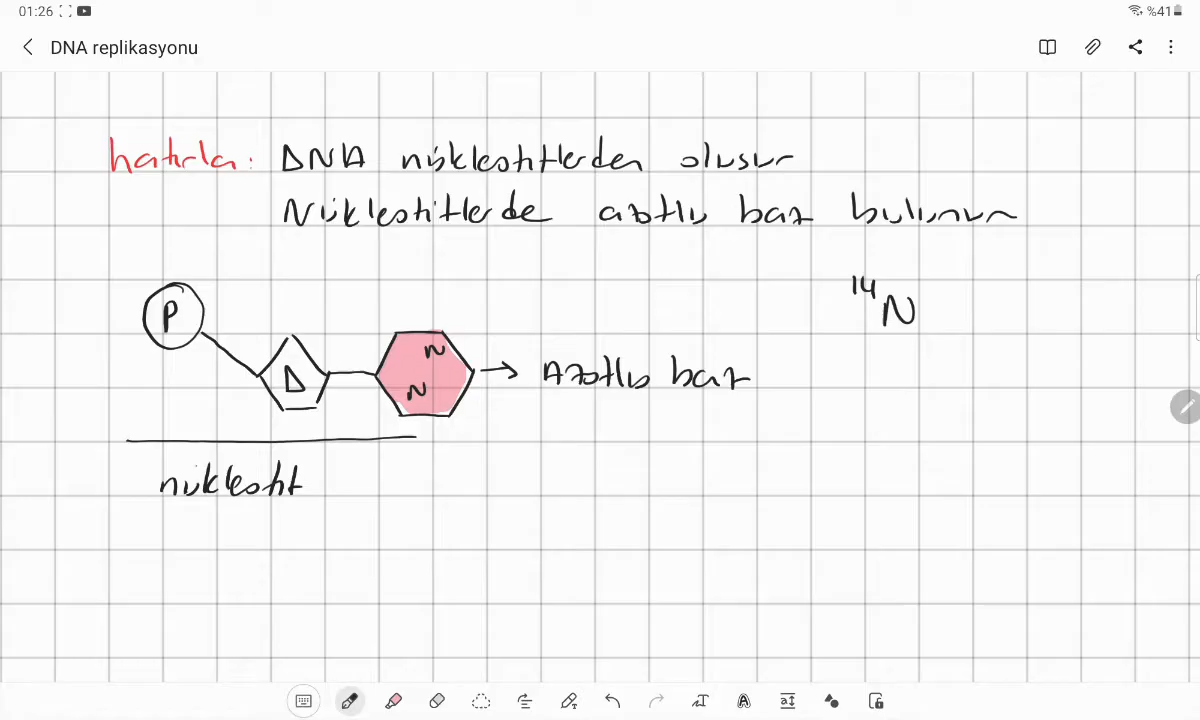 01:26
%41
DNA replikasyonu
hatırla: DNA nükleotitlerden oluşur
Nükleotitlerde azotlu baz bulunur
14N
P
D
N
N
Azotlu baz
nükleotit